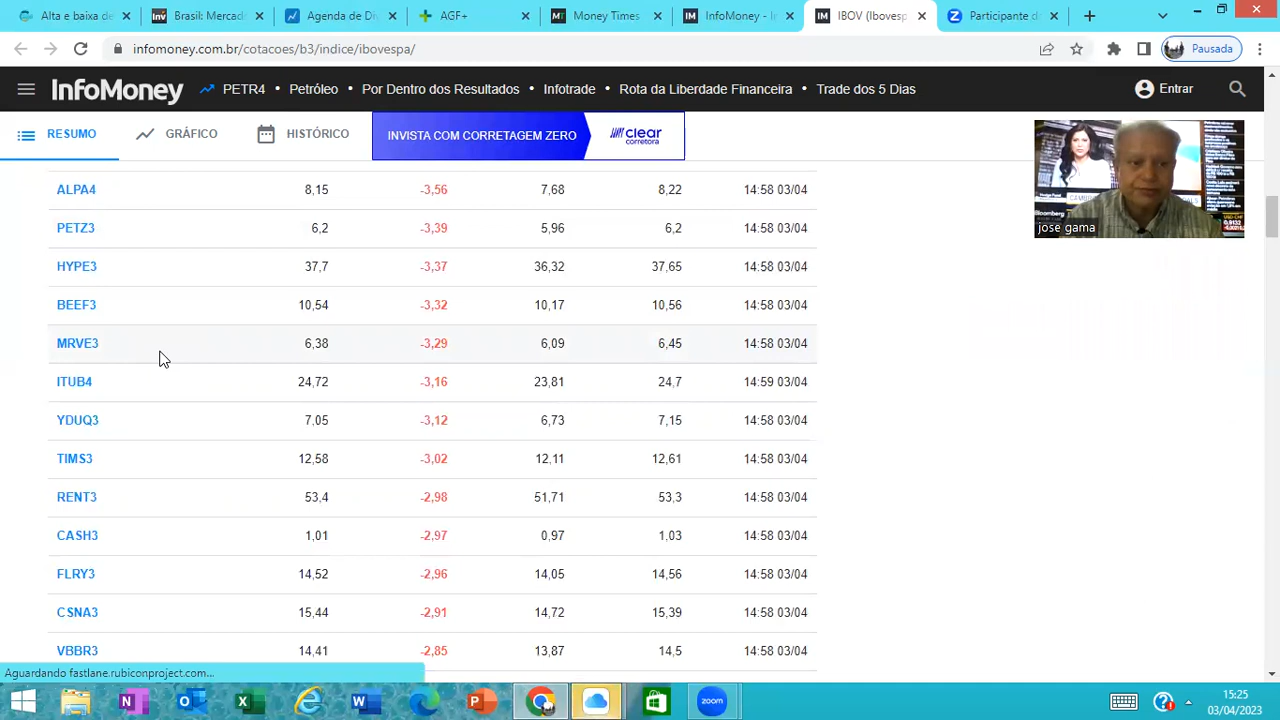 Alta e baixa de
Brasil Mercad
Agenda de Di
AGF+
Money Times
InfoMoney - In
IBOV (Ibovesp
Participante do
infomoney.com.br/cotacoes/b3/indice/ibovespa/
Pausada
InfoMoney
PETR4 • Petróleo • Por Dentro dos Resultados • Infotrade • Rota da Liberdade Financeira • Trade dos 5 Dias
Entrar
RESUMO
GRÁFICO
HISTÓRICO
INVISTA COM CORRETAGEM ZERO
clear
corretora
ALPA4 8,15 -3,56 7,68 8,22 14:58 03/04
PETZ3 6,2 -3,39 5,96 6,2 14:58 03/04
HYPE3 37,7 -3,37 36,32 37,65 14:58 03/04
BEEF3 10,54 -3,32 10,17 10,56 14:58 03/04
MRVE3 6,38 -3,29 6,09 6,45 14:58 03/04
ITUB4 24,72 -3,16 23,81 24,7 14:59 03/04
YDUQ3 7,05 -3,12 6,73 7,15 14:58 03/04
TIMS3 12,58 -3,02 12,11 12,61 14:58 03/04
RENT3 53,4 -2,98 51,71 53,3 14:58 03/04
CASH3 1,01 -2,97 0,97 1,03 14:58 03/04
FLRY3 14,52 -2,96 14,05 14,56 14:58 03/04
CSNA3 15,44 -2,91 14,72 15,39 14:58 03/04
VBBR3 14,41 -2,85 13,87 14,5 14:58 03/04
Bloomberg
USD-CHF
0,9132
jose gama
Aguardando fastlane.rubiconproject.com...
zoom
15:25
03/04/2023